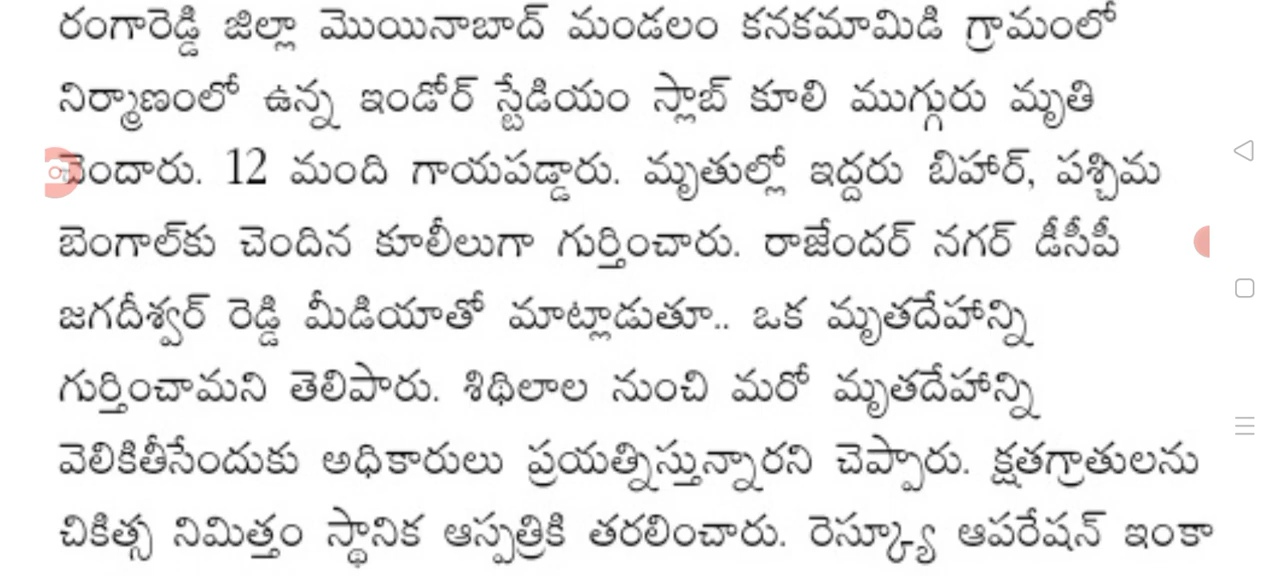 రంగారెడ్డి జిల్లా మొయినాబాద్ మండలం కనకమామిడి గ్రామంలో
నిర్మాణంలో ఉన్న ఇండోర్ స్టేడియం స్లాబ్ కూలి ముగ్గురు మృతి
చెందారు. 12 మంది గాయపడ్డారు. మృతుల్లో ఇద్దరు బిహార్, పశ్చిమ
బెంగాల్‌కు చెందిన కూలీలుగా గుర్తించారు. రాజేందర్ నగర్ డీసీపీ
జగదీశ్వర్ రెడ్డి మీడియాతో మాట్లాడుతూ.. ఒక మృతదేహాన్ని
గుర్తించామని తెలిపారు. శిథిలాల నుంచి మరో మృతదేహాన్ని
వెలికితీసేందుకు అధికారులు ప్రయత్నిస్తున్నారని చెప్పారు. క్షతగ్రాతులను
చికిత్స నిమిత్తం స్థానిక ఆస్పత్రికి తరలించారు. రెస్క్యూ ఆపరేషన్ ఇంకా